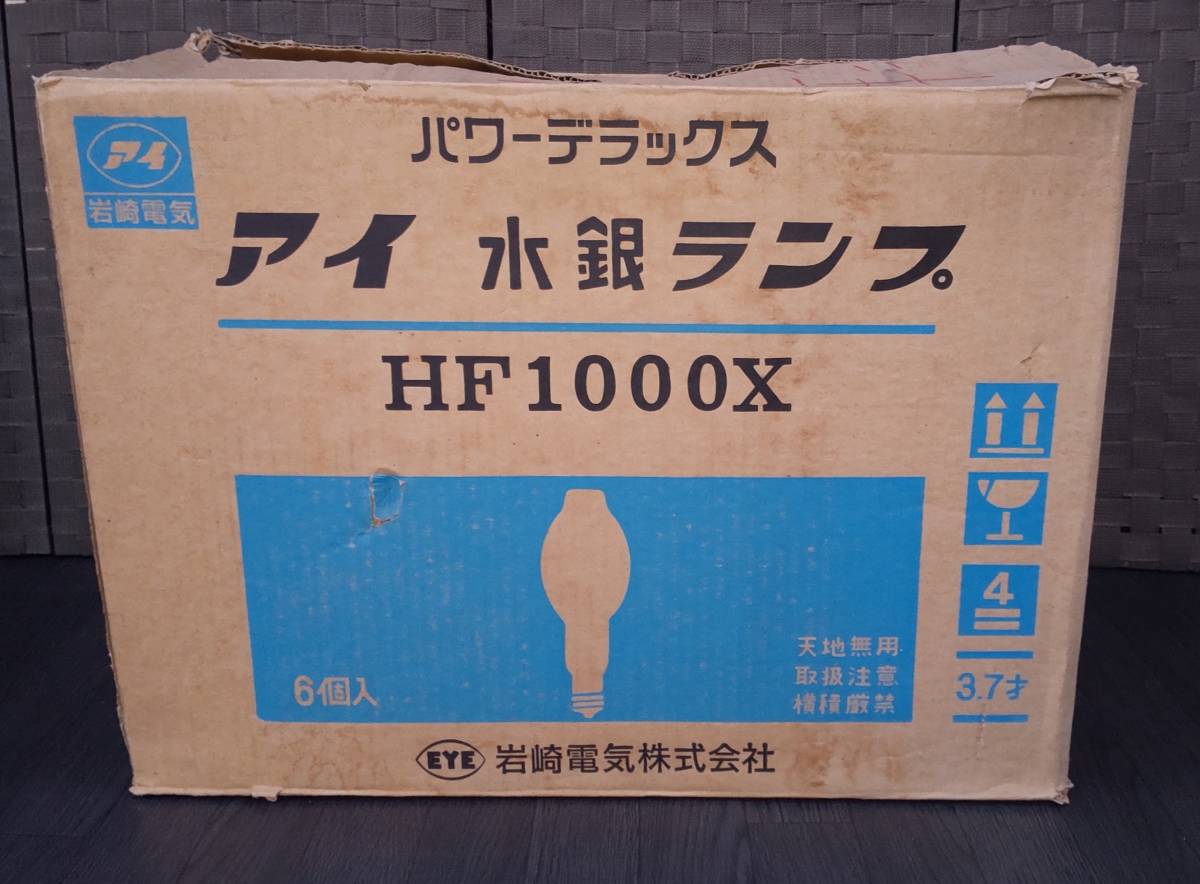 アイ
岩崎電気
パワーデラックス
アイ 水銀ランプ
HF1000X
4
3.7才
天地無用
取扱注意
横積厳禁
6個入
EYE 岩崎電気株式会社